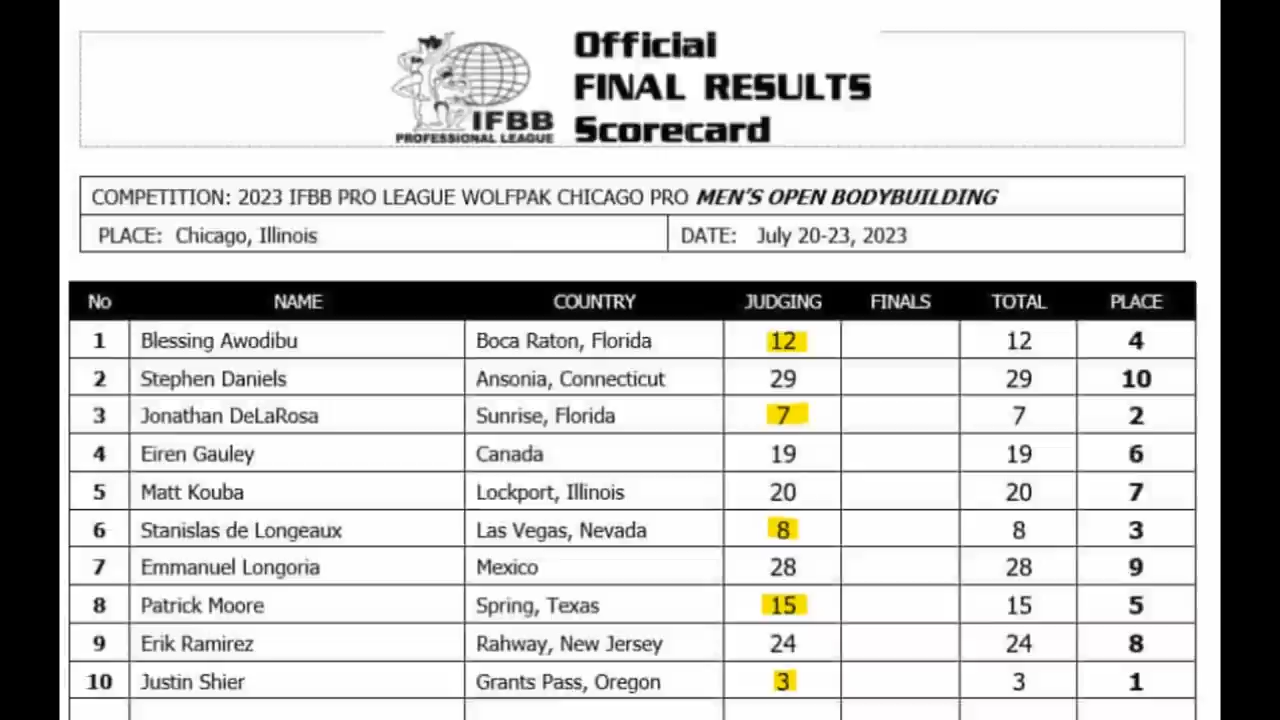 Official
FINAL RESULTS
Scorecard
IFBB
PROFESSIONAL LEAGUE
COMPETITION: 2023 IFBB PRO LEAGUE WOLFPAK CHICAGO PRO MEN'S OPEN BODYBUILDING
PLACE: Chicago, Illinois DATE: July 20-23, 2023
No NAME COUNTRY JUDGING FINALS TOTAL PLACE
1 Blessing Awodibu Boca Raton, Florida 12 12 4
2 Stephen Daniels Ansonia, Connecticut 29 29 10
3 Jonathan DeLaRosa Sunrise, Florida 7 7 2
4 Eiren Gauley Canada 19 19 6
5 Matt Kouba Lockport, Illinois 20 20 7
6 Stanislas de Longeaux Las Vegas, Nevada 8 8 3
7 Emmanuel Longoria Mexico 28 28 9
8 Patrick Moore Spring, Texas 15 15 5
9 Erik Ramirez Rahway, New Jersey 24 24 8
10 Justin Shier Grants Pass, Oregon 3 3 1